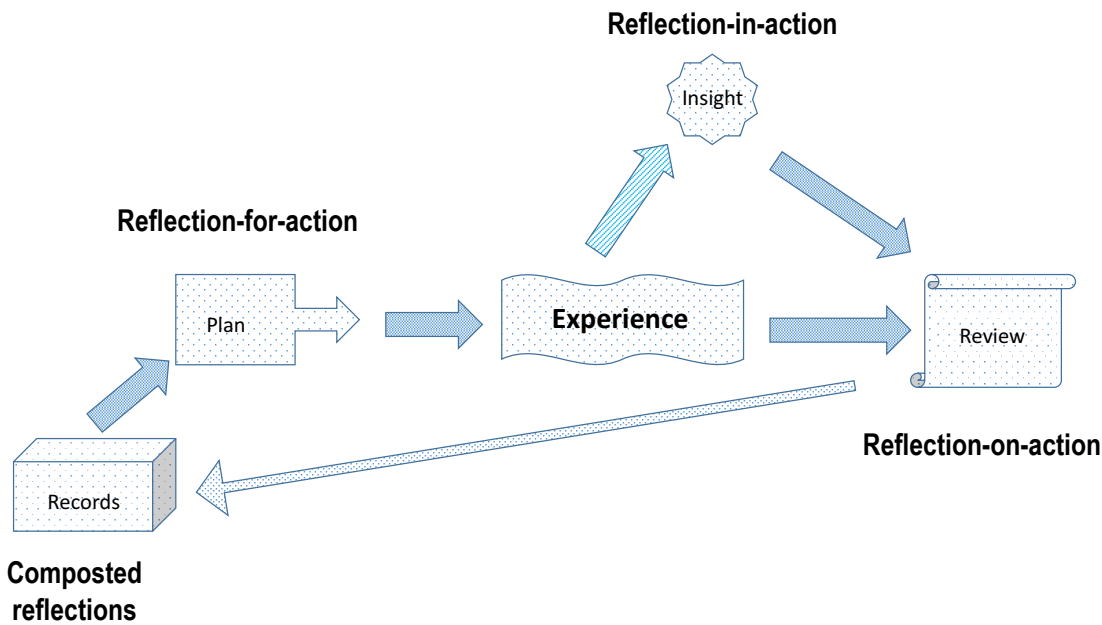 Reflection-in-action
Insight
Reflection-for-action
Plan
Experience
Review
Reflection-on-action
Records
Composted
reflections